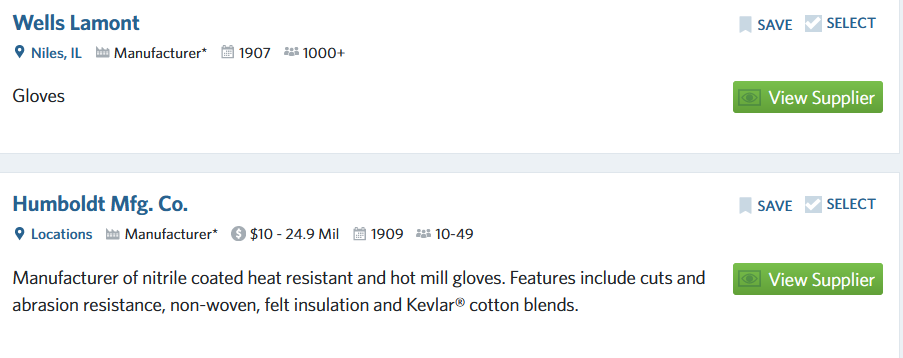 Wells Lamont
SAVE SELECT
Niles, IL Manufacturer* 1907 1000+
Gloves
View Supplier
Humboldt Mfg. Co.
SAVE SELECT
Locations Manufacturer* $ $10 - 24.9 Mil 1909 10-49
Manufacturer of nitrile coated heat resistant and hot mill gloves. Features include cuts and
View Supplier
abrasion resistance, non-woven, felt insulation and Kevlar® cotton blends.